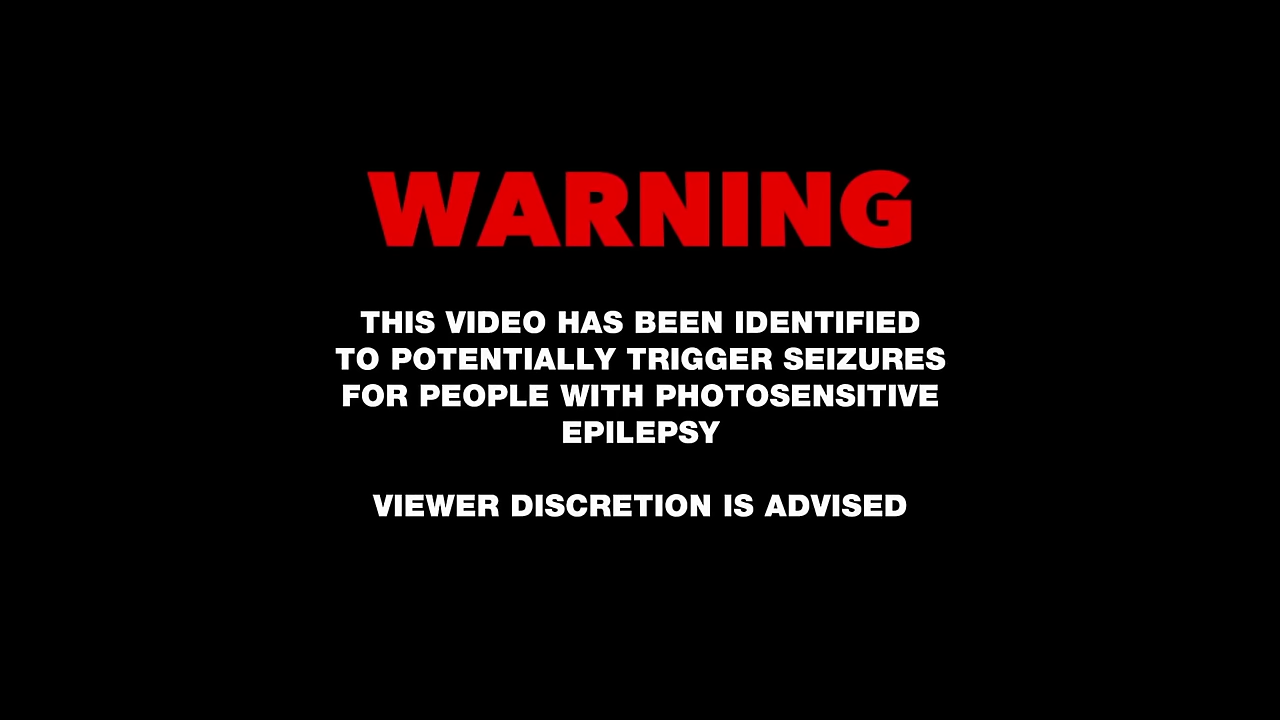 WARNING
THIS VIDEO HAS BEEN IDENTIFIED
TO POTENTIALLY TRIGGER SEIZURES
FOR PEOPLE WITH PHOTOSENSITIVE
EPILEPSY
VIEWER DISCRETION IS ADVISED